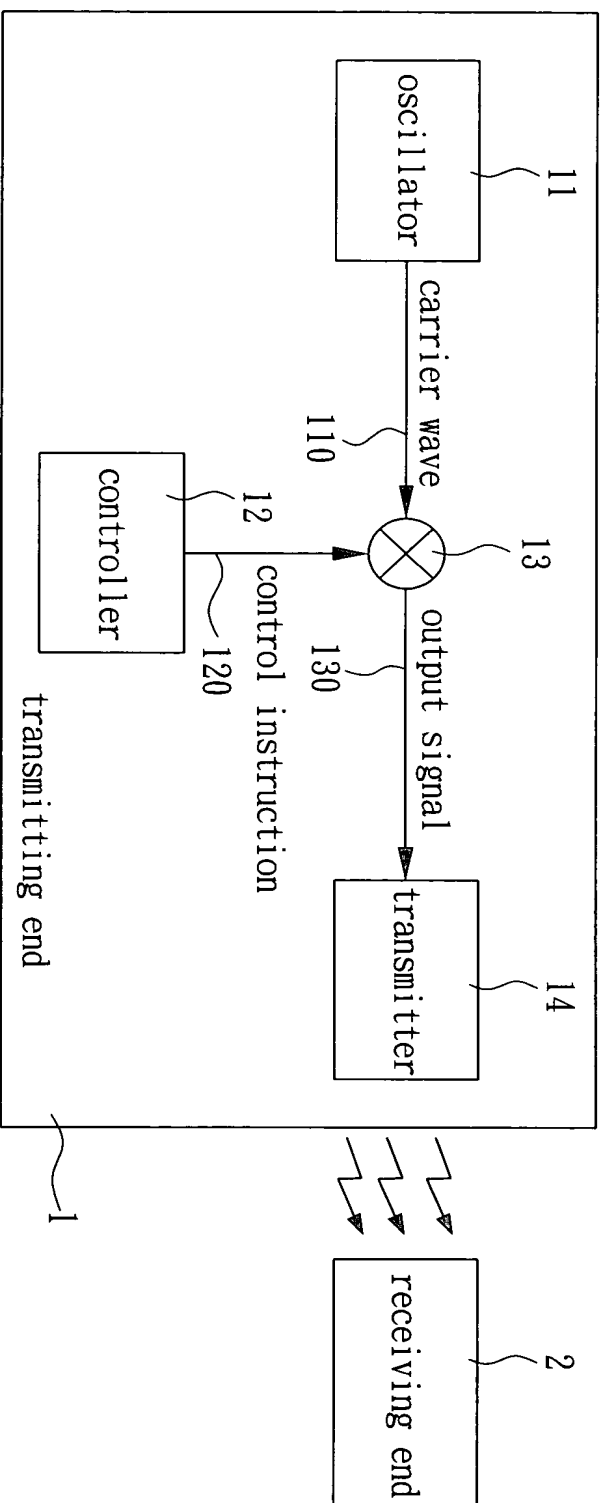 11
13
14
2
oscillator
carrier wave
output signal
transmitter
receiving end
110
130
12
control instruction
120
controller
transmitting end
1